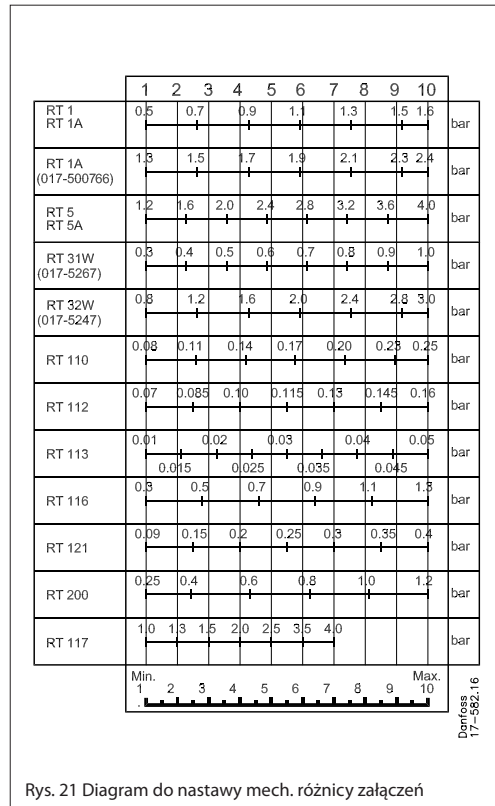 1 2 3 4 5 6 7 8 9 10
RT 1
RT 1A
0.5 0.7 0.9 1.1 1.3 1.5 1.6
bar
RT 1A
(017-500766)
1.3 1.5 1.7 1.9 2.1 2.3 2.4
bar
RT 5
RT 5A
1.2 1.6 2.0 2.4 2.8 3.2 3.6 4.0
bar
RT 31W
(017-5267)
0.3 0.4 0.5 0.6 0.7 0.8 0.9 1.0
bar
RT 32W
(017-5247)
0.8 1.2 1.6 2.0 2.4 2.8 3.0
bar
RT 110
0.08 0.11 0.14 0.17 0.20 0.23 0.25
bar
RT 112
0.07 0.085 0.10 0.115 0.13 0.145 0.16
bar
RT 113
0.01 0.02 0.03 0.04 0.05
0.015 0.025 0.035 0.045
bar
RT 116
0.3 0.5 0.7 0.9 1.1 1.3
bar
RT 121
0.09 0.15 0.2 0.25 0.3 0.35 0.4
bar
RT 200
0.25 0.4 0.6 0.8 1.0 1.2
bar
RT 117
1.0 1.3 1.5 2.0 2.5 3.5 4.0
bar
Min. Max.
1 2 3 4 5 6 7 8 9 10
Danfoss
17-582.16
Rys. 21 Diagram do nastawy mech. różnicy załączeń